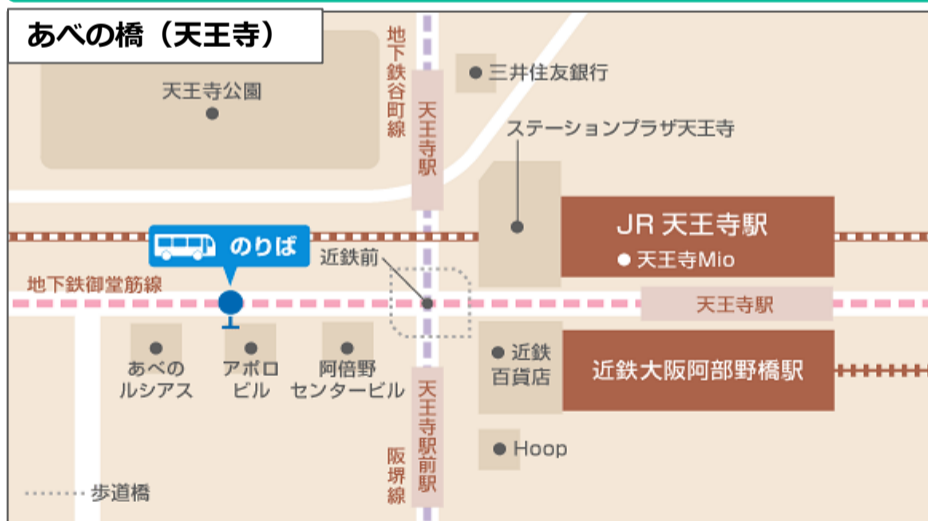 あべの橋（天王寺）
天王寺公園
地下鉄谷町線
天王寺駅
三井住友銀行
ステーションプラザ天王寺
JR 天王寺駅
天王寺Mio
のりば
近鉄前
地下鉄御堂筋線
天王寺駅
あべの
ルシアス
アポロ
ビル
阿倍野
センタービル
近鉄
百貨店
近鉄大阪阿部野橋駅
天王寺駅前駅
阪堺線
Hoop
歩道橋